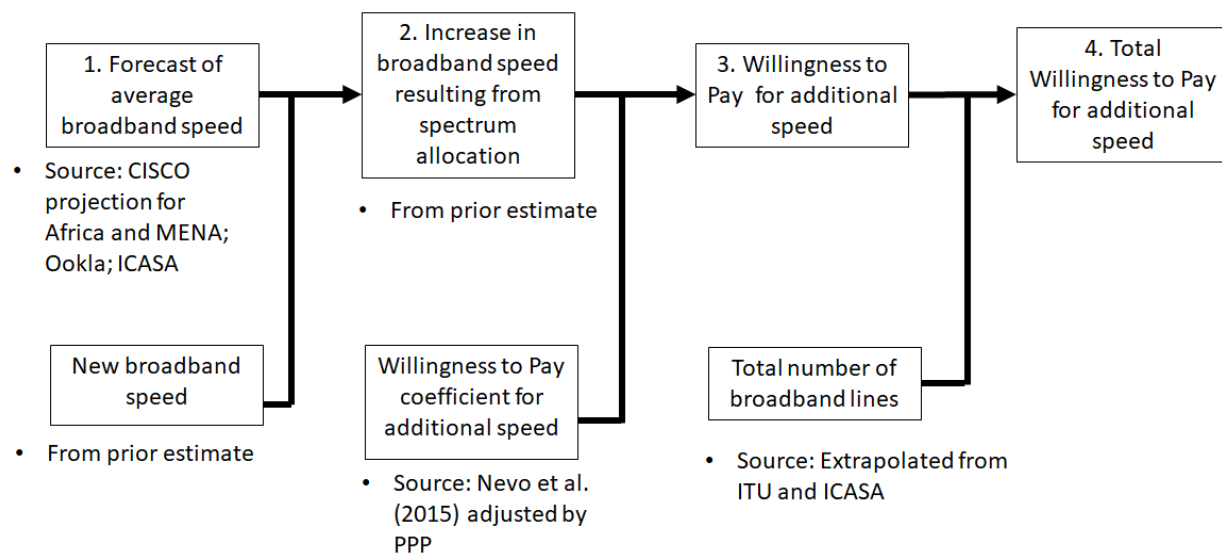 1. Forecast of
average
broadband speed
• Source: CISCO
projection for
Africa and MENA;
Ookla; ICASA
New broadband
speed
• From prior estimate
2. Increase in
broadband speed
resulting from
spectrum
allocation
• From prior estimate
Willingness to Pay
coefficient for
additional speed
• Source: Nevo et al.
(2015) adjusted by
PPP
3. Willingness to
Pay for additional
speed
Total number of
broadband lines
• Source: Extrapolated from
ITU and ICASA
4. Total
Willingness to Pay
for additional
speed